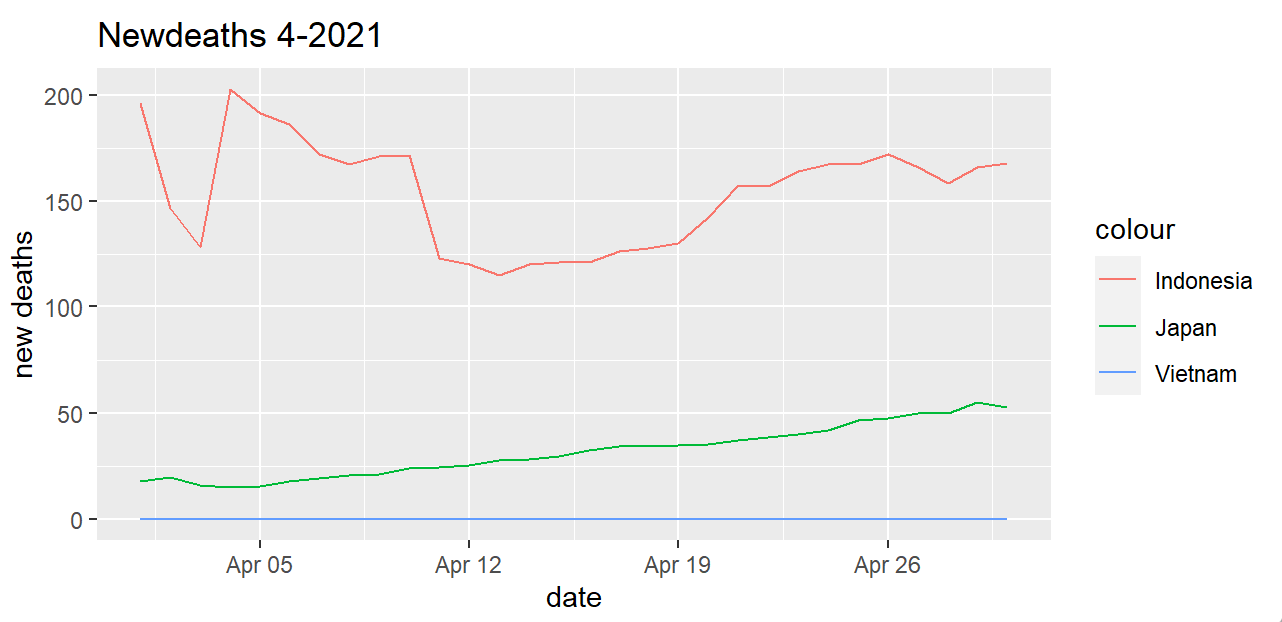 Newdeaths 4-2021
200
150
100
50
0
new deaths
Apr 05
Apr 12
Apr 19
Apr 26
date
colour
Indonesia
Japan
Vietnam